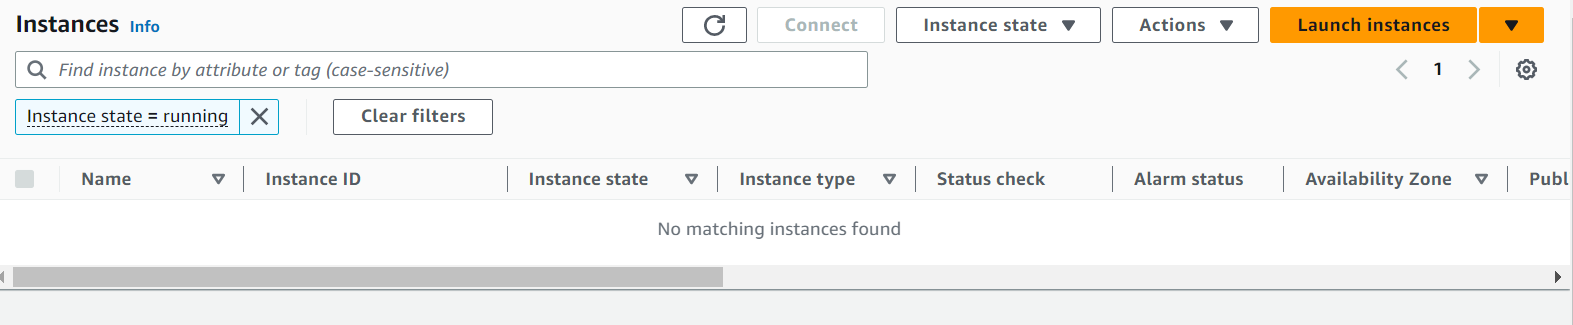 Instances Info Connect Instance state Actions Launch instances
Find instance by attribute or tag (case-sensitive) 1
Instance state = running Clear filters
Name Instance ID Instance state Instance type Status check Alarm status Availability Zone Publ
No matching instances found